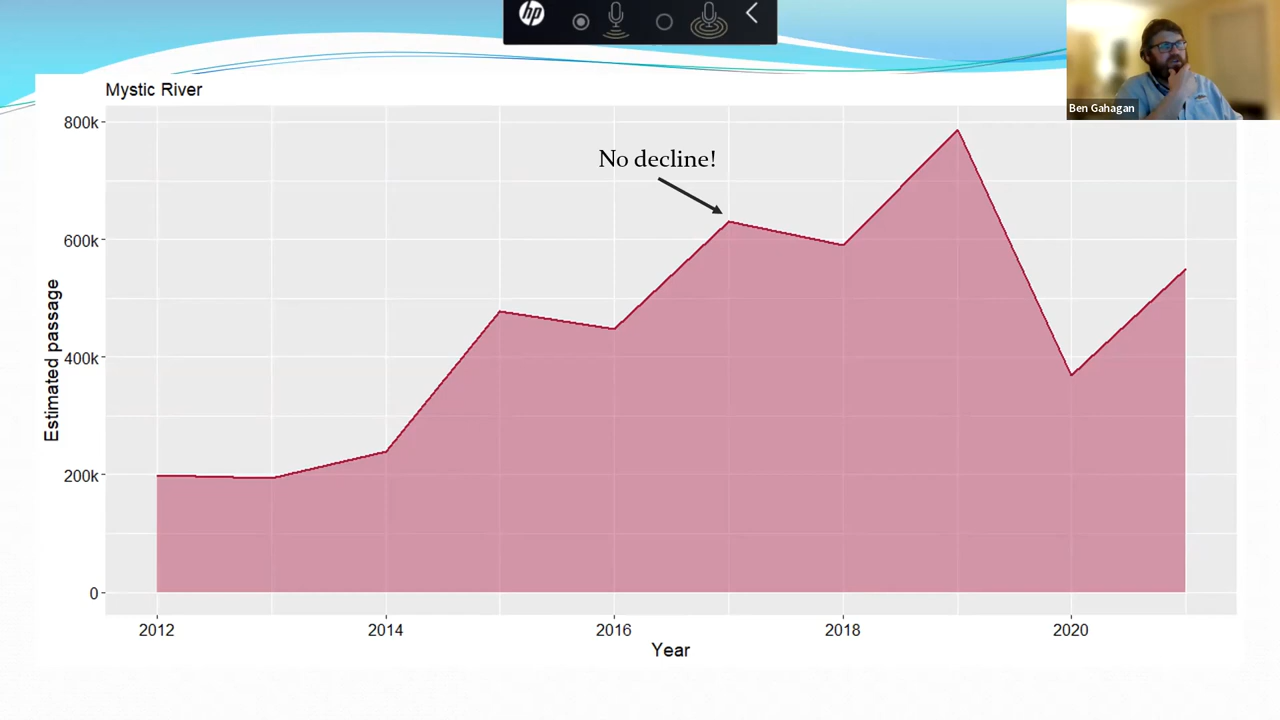 hp
Ben Gahagan
Mystic River
800k
600k
400k
200k
0
Estimated passage
No decline!
2012
2014
2016
2018
2020
Year